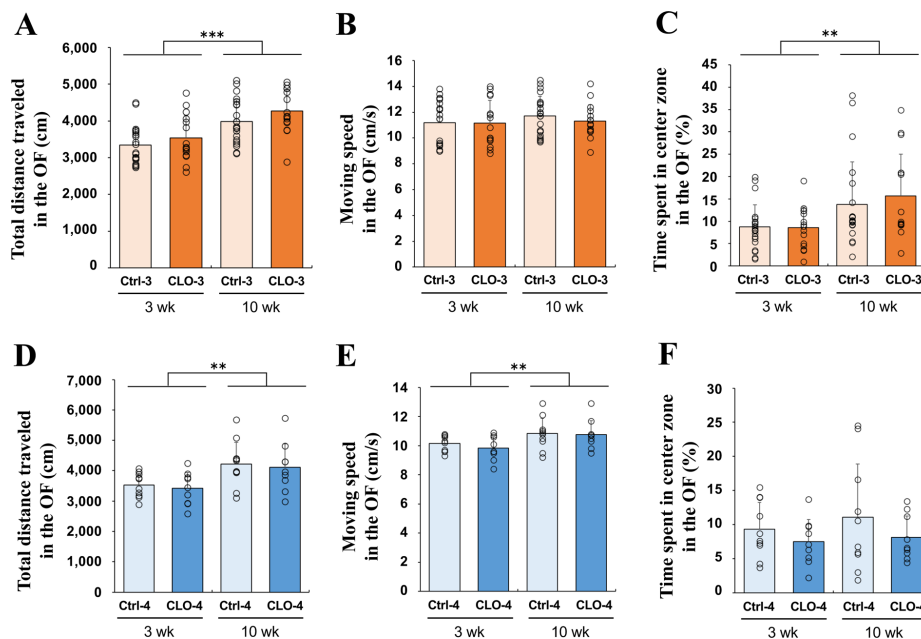 A
Total distance traveled
in the OF (cm)
6,000
5,000
4,000
3,000
2,000
1,000
0
***
Ctrl-3 CLO-3 Ctrl-3 CLO-3
3 wk 10 wk
B
Moving speed
in the OF (cm/s)
16
14
12
10
8
6
4
2
0
Ctrl-3 CLO-3 Ctrl-3 CLO-3
3 wk 10 wk
C
Time spent in center zone
in the OF (%)
45
40
35
30
25
20
15
10
5
0
**
Ctrl-3 CLO-3 Ctrl-3 CLO-3
3 wk 10 wk
D
Total distance traveled
in the OF (cm)
7,000
6,000
5,000
4,000
3,000
2,000
1,000
0
**
Ctrl-4 CLO-4 Ctrl-4 CLO-4
3 wk 10 wk
E
Moving speed
in the OF (cm/s)
14
12
10
8
6
4
2
0
**
Ctrl-4 CLO-4 Ctrl-4 CLO-4
3 wk 10 wk
F
Time spent in center zone
in the OF (%)
30
25
20
15
10
5
0
Ctrl-4 CLO-4 Ctrl-4 CLO-4
3 wk 10 wk